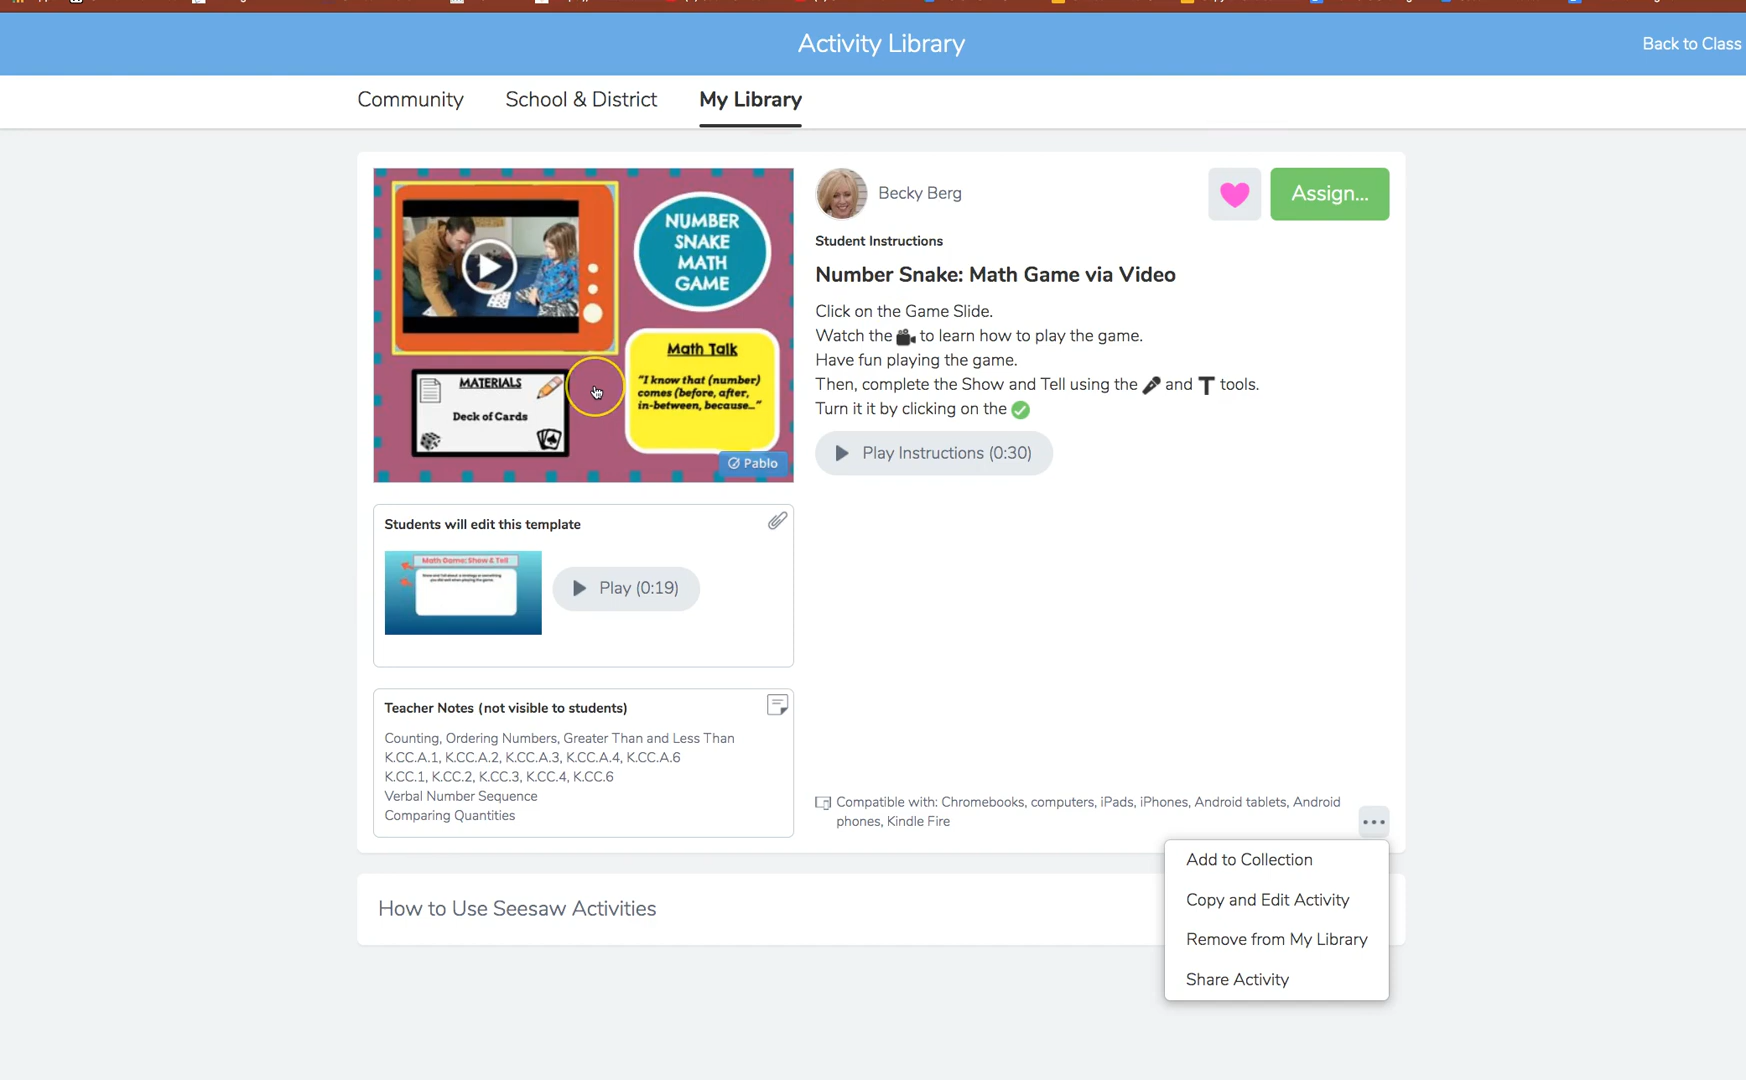 Activity Library
Back to Class
Community
School & District
My Library
NUMBER
SNAKE
MATH
GAME
Math Talk
"I know that (number)
comes (before, after,
in-between, because..."
MATERIALS
Deck of Cards
Pablo
Becky Berg
Assign...
Student Instructions
Number Snake: Math Game via Video
Click on the Game Slide.
Watch the to learn how to play the game.
Have fun playing the game.
Then, complete the Show and Tell using the and T tools.
Turn it it by clicking on the
Play Instructions (0:30)
Students will edit this template
Math Game: Show & Tell
Play (0:19)
Teacher Notes (not visible to students)
Counting, Ordering Numbers, Greater Than and Less Than
K.CC.A.1, K.CC.A.2, K.CC.A.3, K.CC.A.4, K.CC.A.6
K.CC.1, K.CC.2, K.CC.3, K.CC.4, K.CC.6
Verbal Number Sequence
Comparing Quantities
Compatible with: Chromebooks, computers, iPads, iPhones, Android tablets, Android
phones, Kindle Fire
Add to Collection
Copy and Edit Activity
Remove from My Library
Share Activity
How to Use Seesaw Activities